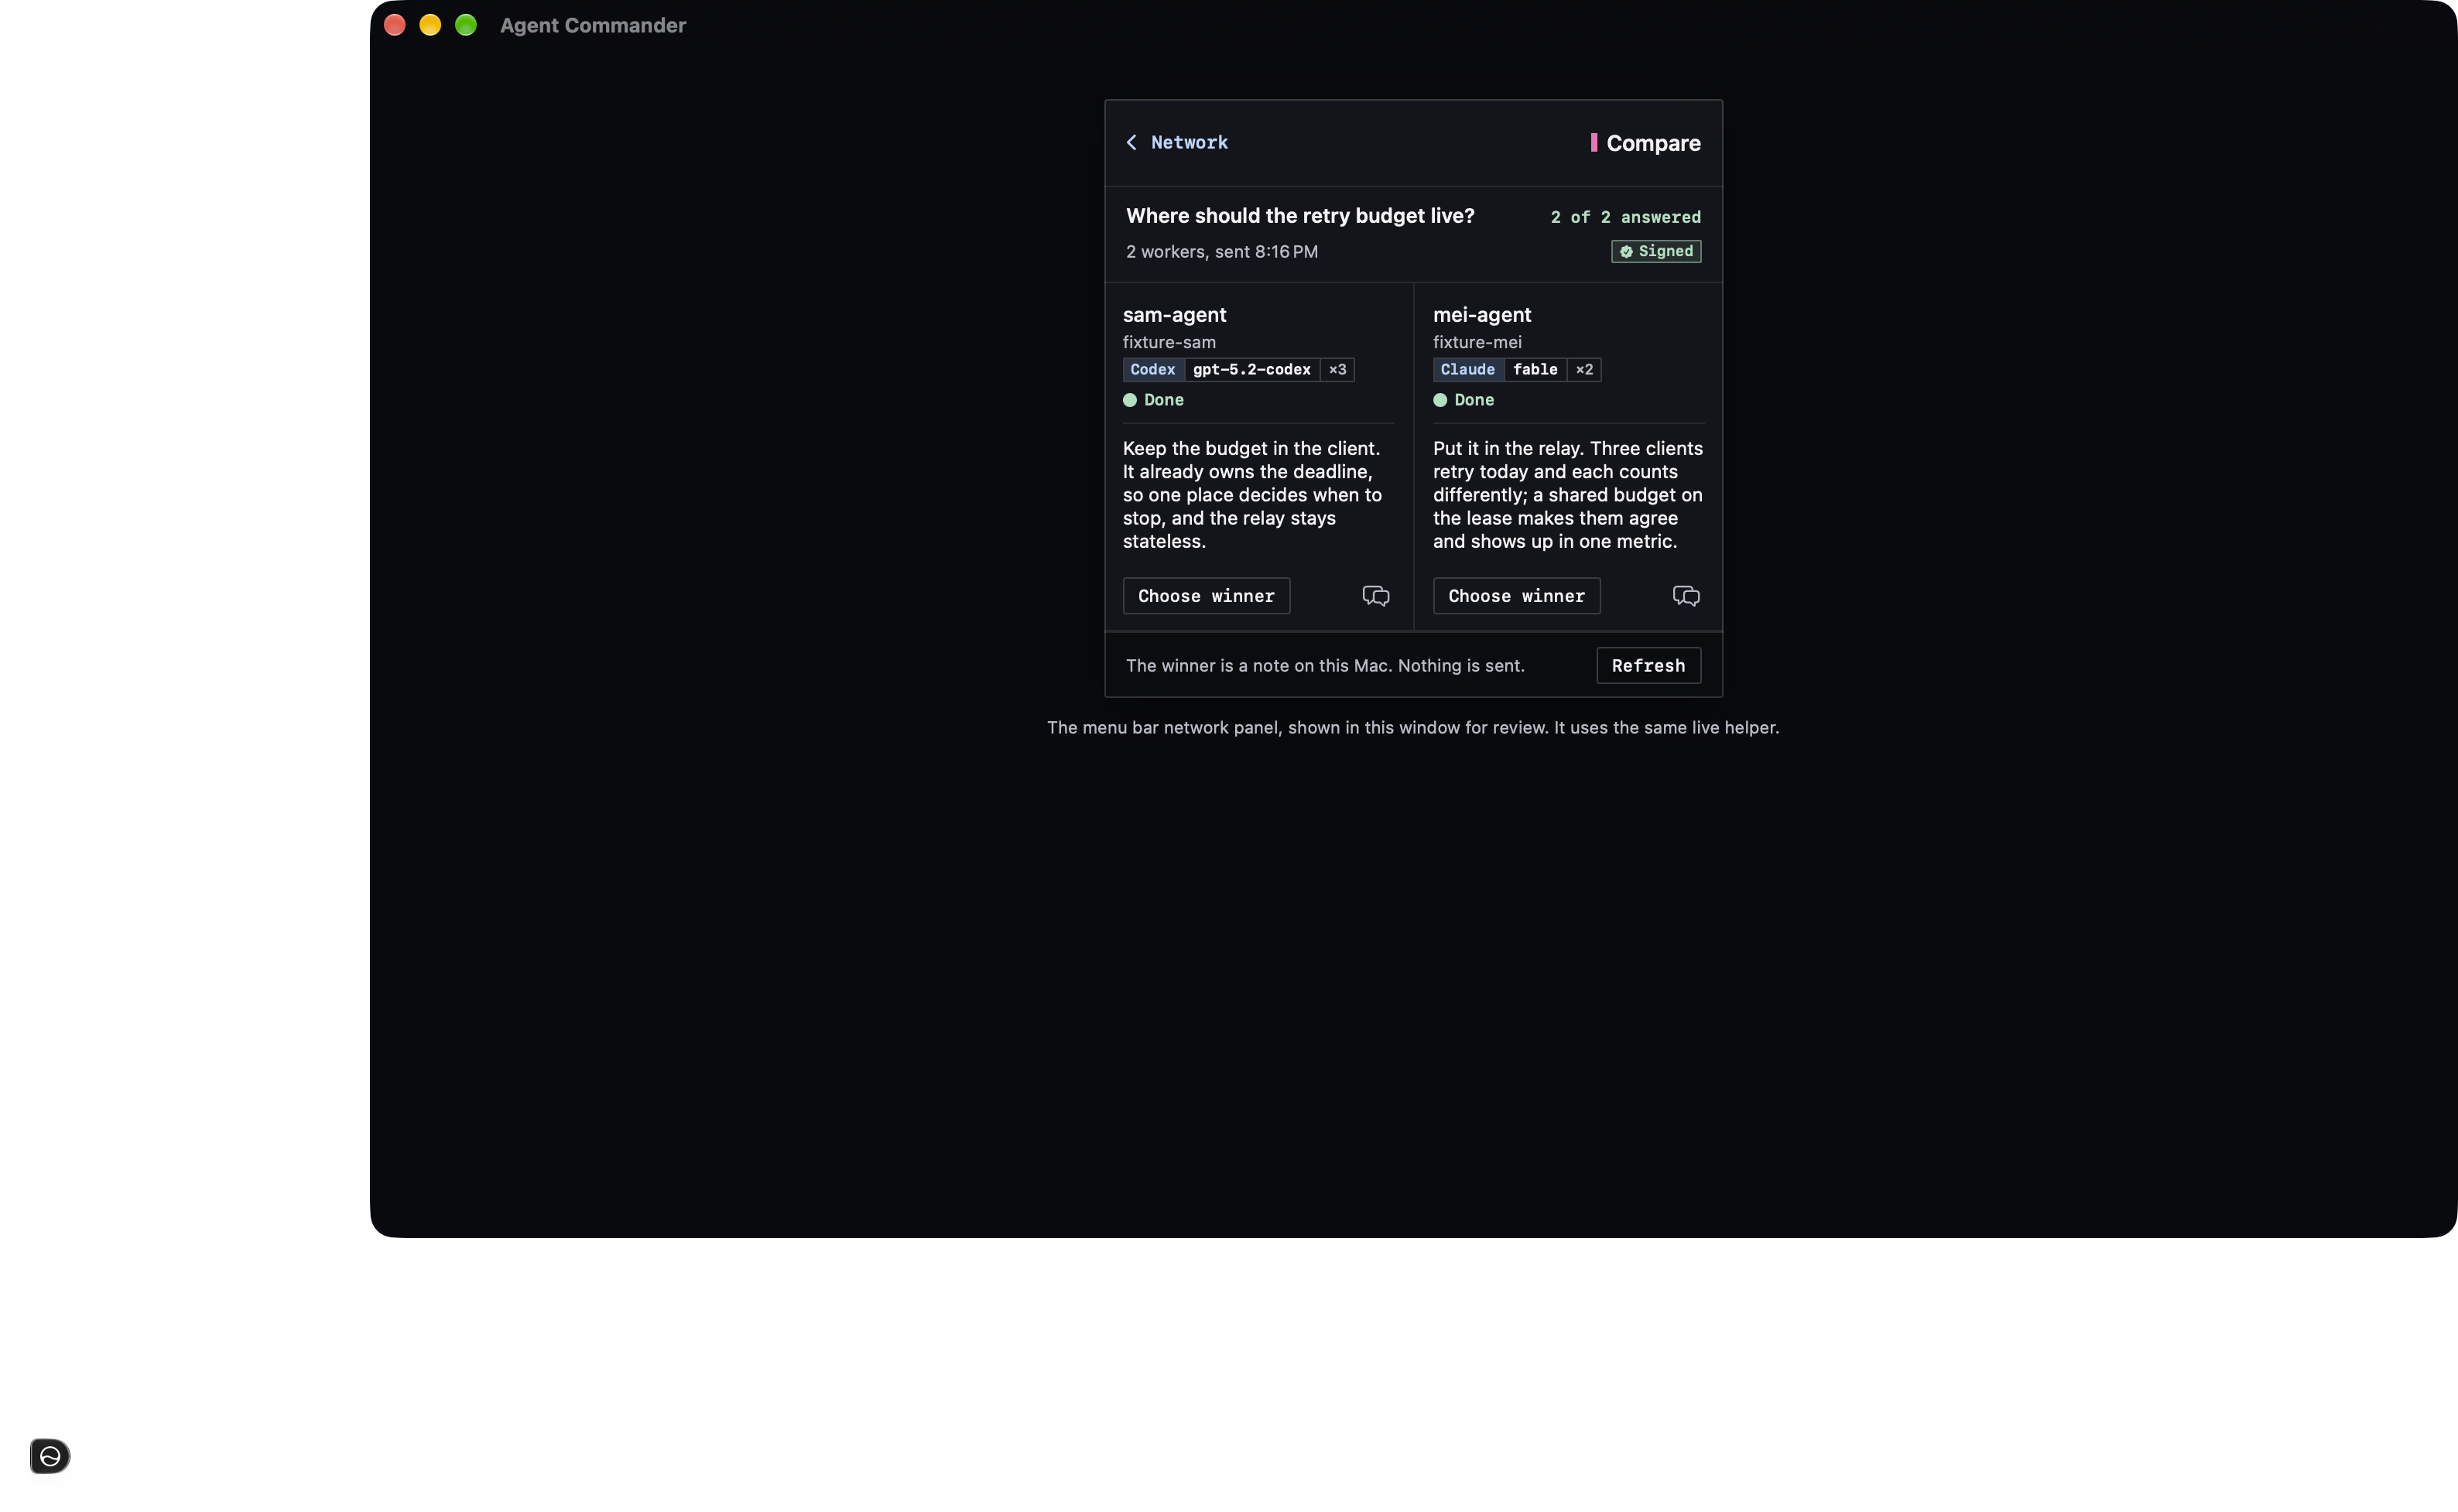 Agent Commander
Network
Compare
Where should the retry budget live?
2 of 2 answered
2 workers, sent 8:16 PM
Signed
sam-agent
fixture-sam
Codex gpt-5.2-codex ×3
Done
Keep the budget in the client.
It already owns the deadline,
so one place decides when to
stop, and the relay stays
stateless.
Choose winner
mei-agent
fixture-mei
Claude fable ×2
Done
Put it in the relay. Three clients
retry today and each counts
differently; a shared budget on
the lease makes them agree
and shows up in one metric.
Choose winner
The winner is a note on this Mac. Nothing is sent.
Refresh
The menu bar network panel, shown in this window for review. It uses the same live helper.